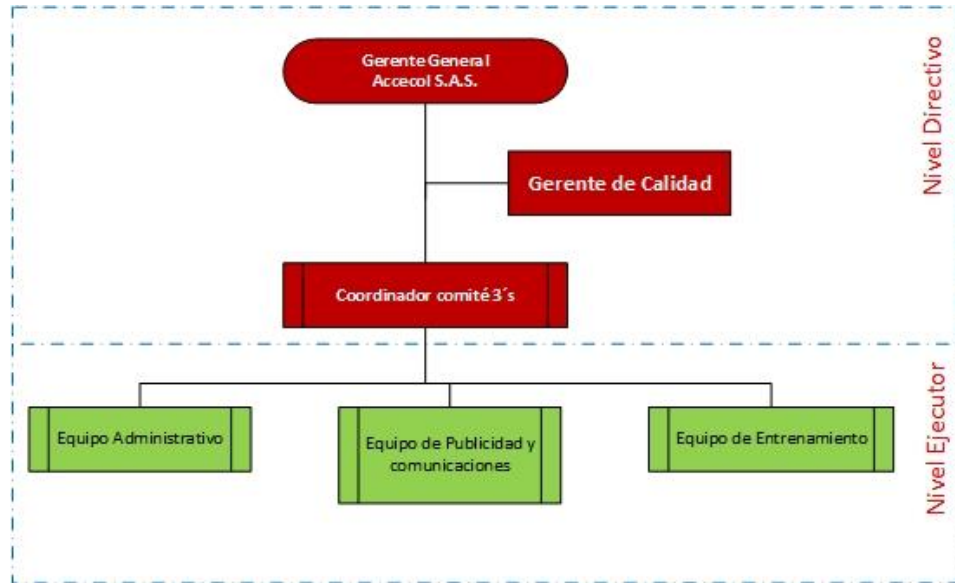 Gerente General
Accecol S.A.S.
Nivel Directivo
Gerente de Calidad
Coordinador comité 3´s
Nivel Ejecutor
Equipo Administrativo
Equipo de Publicidad y
comunicaciones
Equipo de Entrenamiento